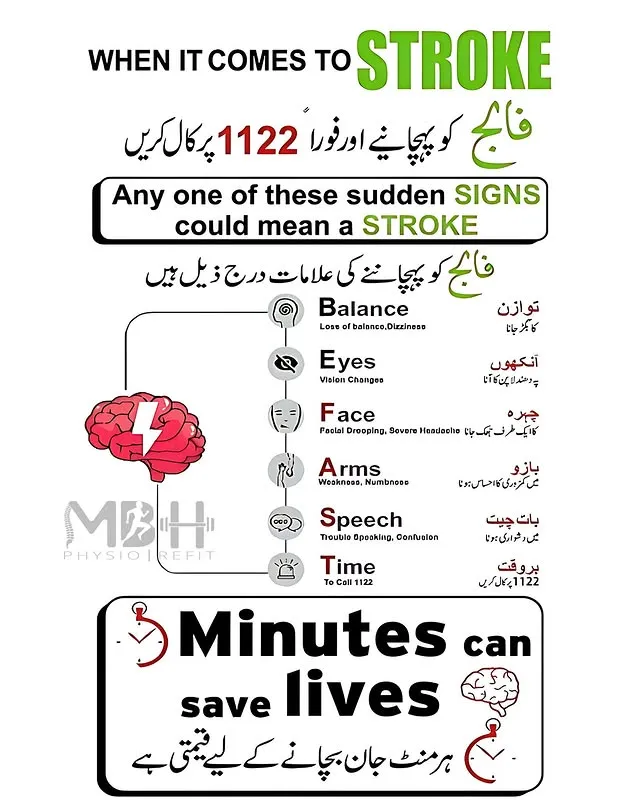 WHEN IT COMES TO STROKE
فالج کو پہچانیے اور فوراً 1122 پر کال کریں
Any one of these sudden SIGNS
could mean a STROKE
فالج کو پہچاننے کی علامات درج ذیل ہیں
Balance توازن
Loss of balance,Dizziness کا بگڑ جانا
Eyes آنکھوں
Vision Changes پہ دھندلا پن کا آنا
Face چہرہ
Facial Drooping, Severe Headache کا ایک طرف جھک جانا
Arms بازو
Weakness, Numbness میں کمزوری کا احساس ہونا
Speech بات چیت
Trouble Speaking, Confusion میں دشواری ہونا
Time بروقت
To Call 1122 1122 پر کال کریں
MBH
PHYSIO|REFIT
Minutes can
save lives
ہر منٹ جان بچانے کے لیے قیمتی ہے